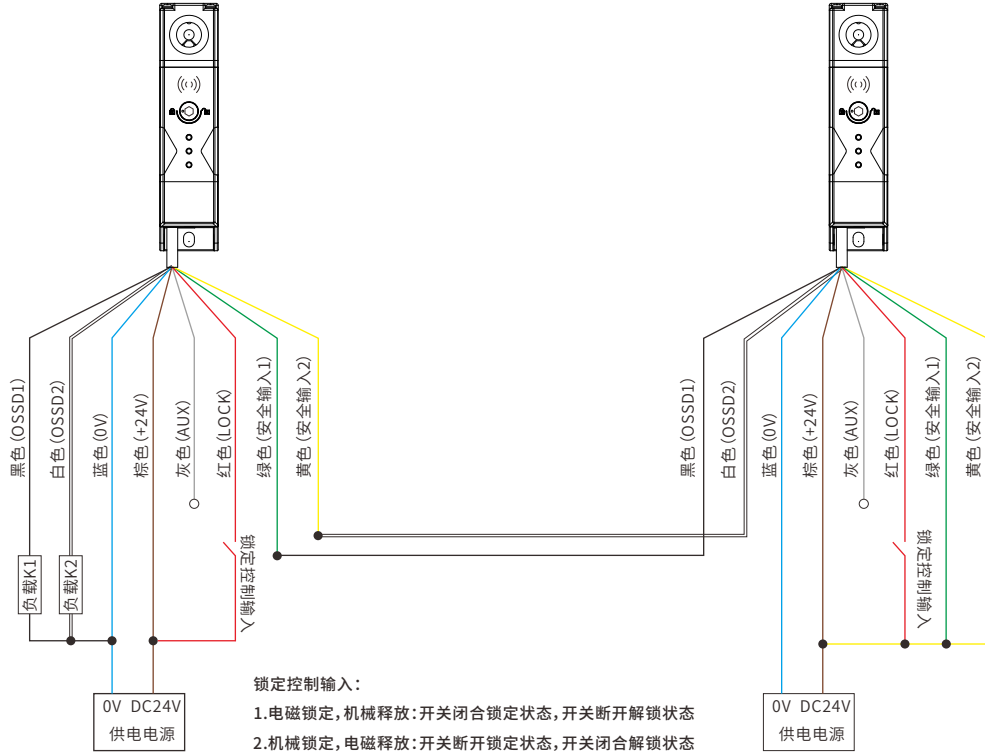 黑色(OSSD1)
白色(OSSD2)
蓝色(0V)
棕色(+24V)
灰色(AUX)
红色(LOCK)
绿色(安全输入1)
黄色(安全输入2)
负载K1
负载K2
锁定控制输入
0V DC24V
供电电源
黑色(OSSD1)
白色(OSSD2)
蓝色(0V)
棕色(+24V)
灰色(AUX)
红色(LOCK)
绿色(安全输入1)
黄色(安全输入2)
锁定控制输入
0V DC24V
供电电源
锁定控制输入：
1.电磁锁定,机械释放:开关闭合锁定状态,开关断开解锁状态
2.机械锁定,电磁释放:开关断开锁定状态,开关闭合解锁状态